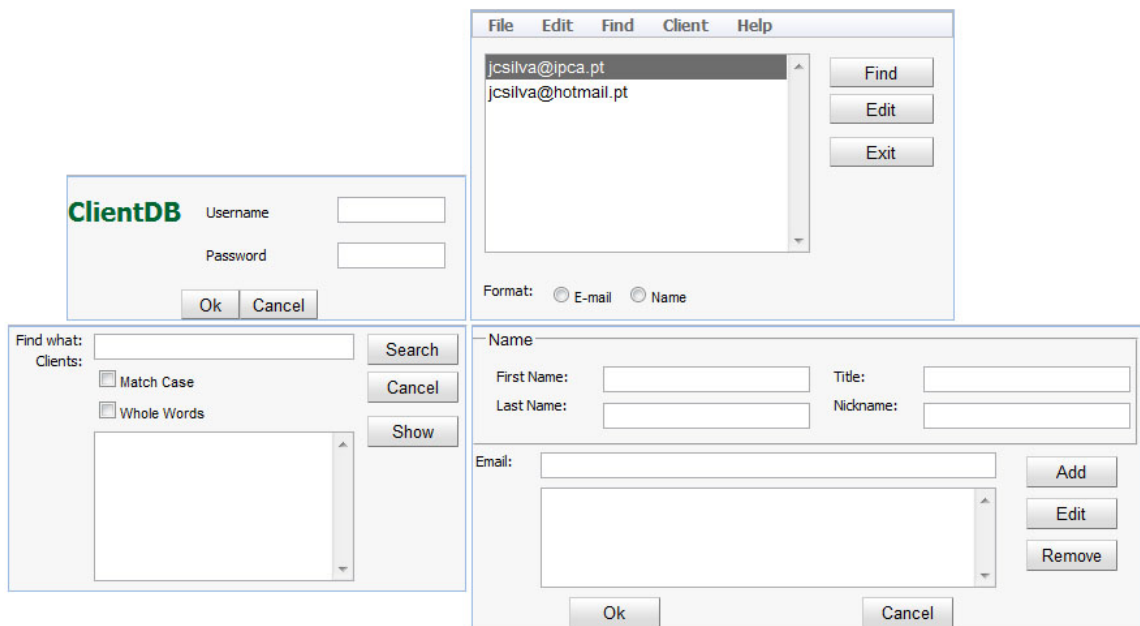 File Edit Find Client Help
jcsilva@ipca.pt
jcsilva@hotmail.pt
Find
Edit
Exit
Format: E-mail Name
ClientDB Username
Password
Ok Cancel
Find what:
Clients:
Search
Match Case
Cancel
Whole Words
Show
Name
First Name: Title:
Last Name: Nickname:
Email:
Add
Edit
Remove
Ok Cancel